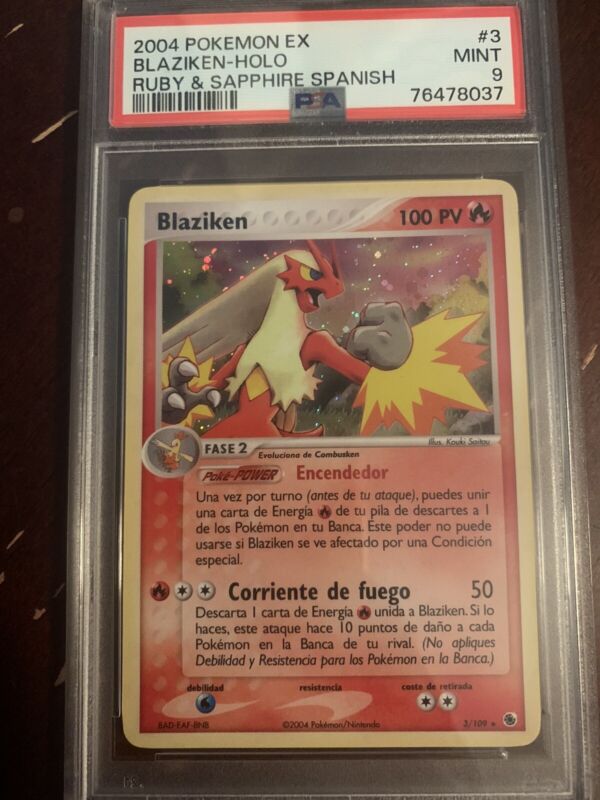 2004 POKEMON EX #3
BLAZIKEN-HOLO MINT
RUBY & SAPPHIRE SPANISH 9
PSA 76478037
Blaziken 100 PV
Illus. Kouki Saitou
FASE 2 Evoluciona de Combusken
Poké-POWER Encendedor
Una vez por turno (antes de tu ataque), puedes unir
una carta de Energía de tu pila de descartes a 1
de los Pokémon en tu Banca. Este poder no puede
usarse si Blaziken se ve afectado por una Condición
especial.
Corriente de fuego 50
Descarta 1 carta de Energía unida a Blaziken. Si lo
haces, este ataque hace 10 puntos de daño a cada
Pokémon en la Banca de tu rival. (No apliques
Debilidad y Resistencia para los Pokémon en la Banca.)
debilidad resistencia coste de retirada
BAD-EAF-BNB ©2004 Pokémon/Nintendo 3/109 ★